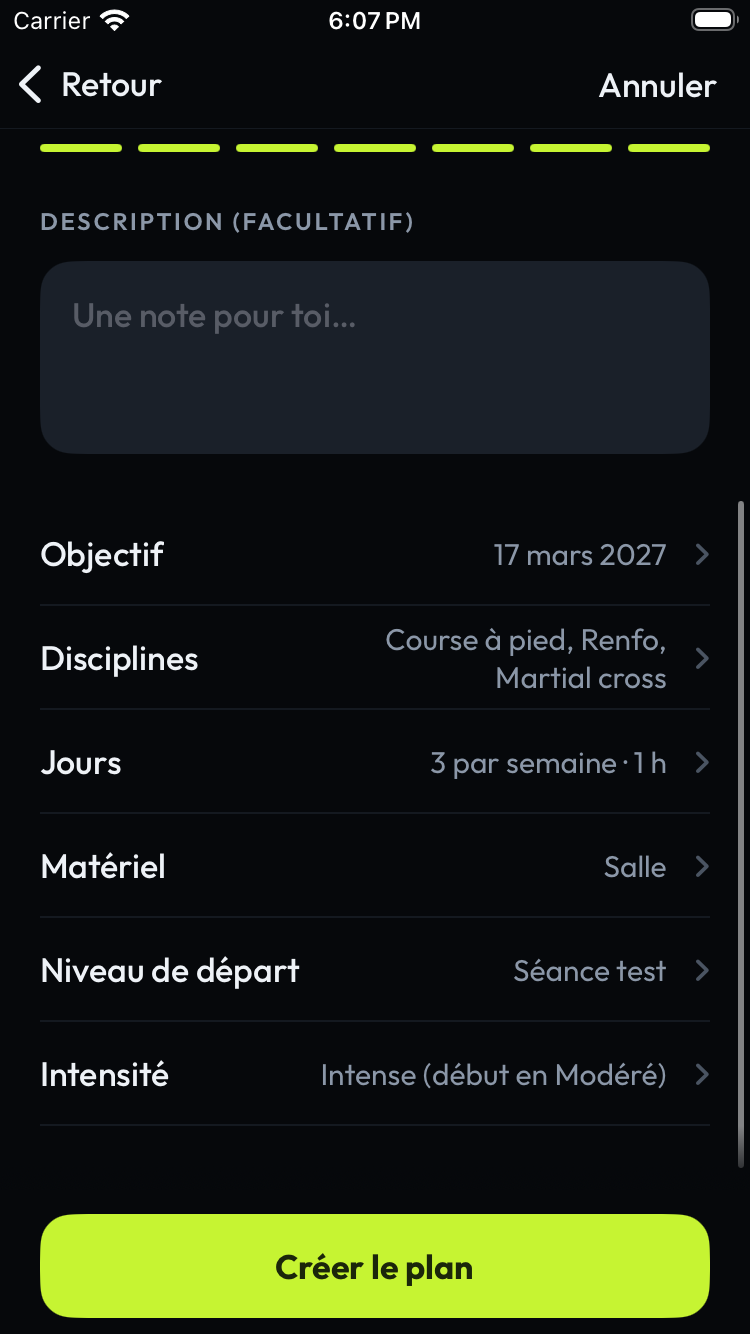 Carrier
6:07 PM
Retour
Annuler
DESCRIPTION (FACULTATIF)
Une note pour toi...
Objectif
17 mars 2027
Disciplines
Course à pied, Renfo,
Martial cross
Jours
3 par semaine · 1 h
Matériel
Salle
Niveau de départ
Séance test
Intensité
Intense (début en Modéré)
Créer le plan